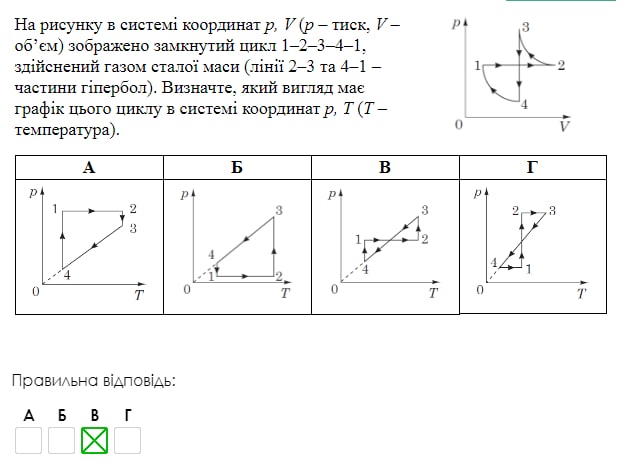 На рисунку в системі координат p, V (p – тиск, V –
об’єм) зображено замкнутий цикл 1–2–3–4–1,
здійснений газом сталої маси (лінії 2–3 та 4–1 –
частини гіпербол). Визначте, який вигляд має
графік цього циклу в системі координат p, T (T –
температура).
p
3
1
2
4
0
V
А
Б
В
Г
p
1
2
3
4
0
T
p
3
4
1
2
0
T
p
3
1
2
4
0
T
p
2
3
4
1
0
T
Правильна відповідь:
А Б В Г